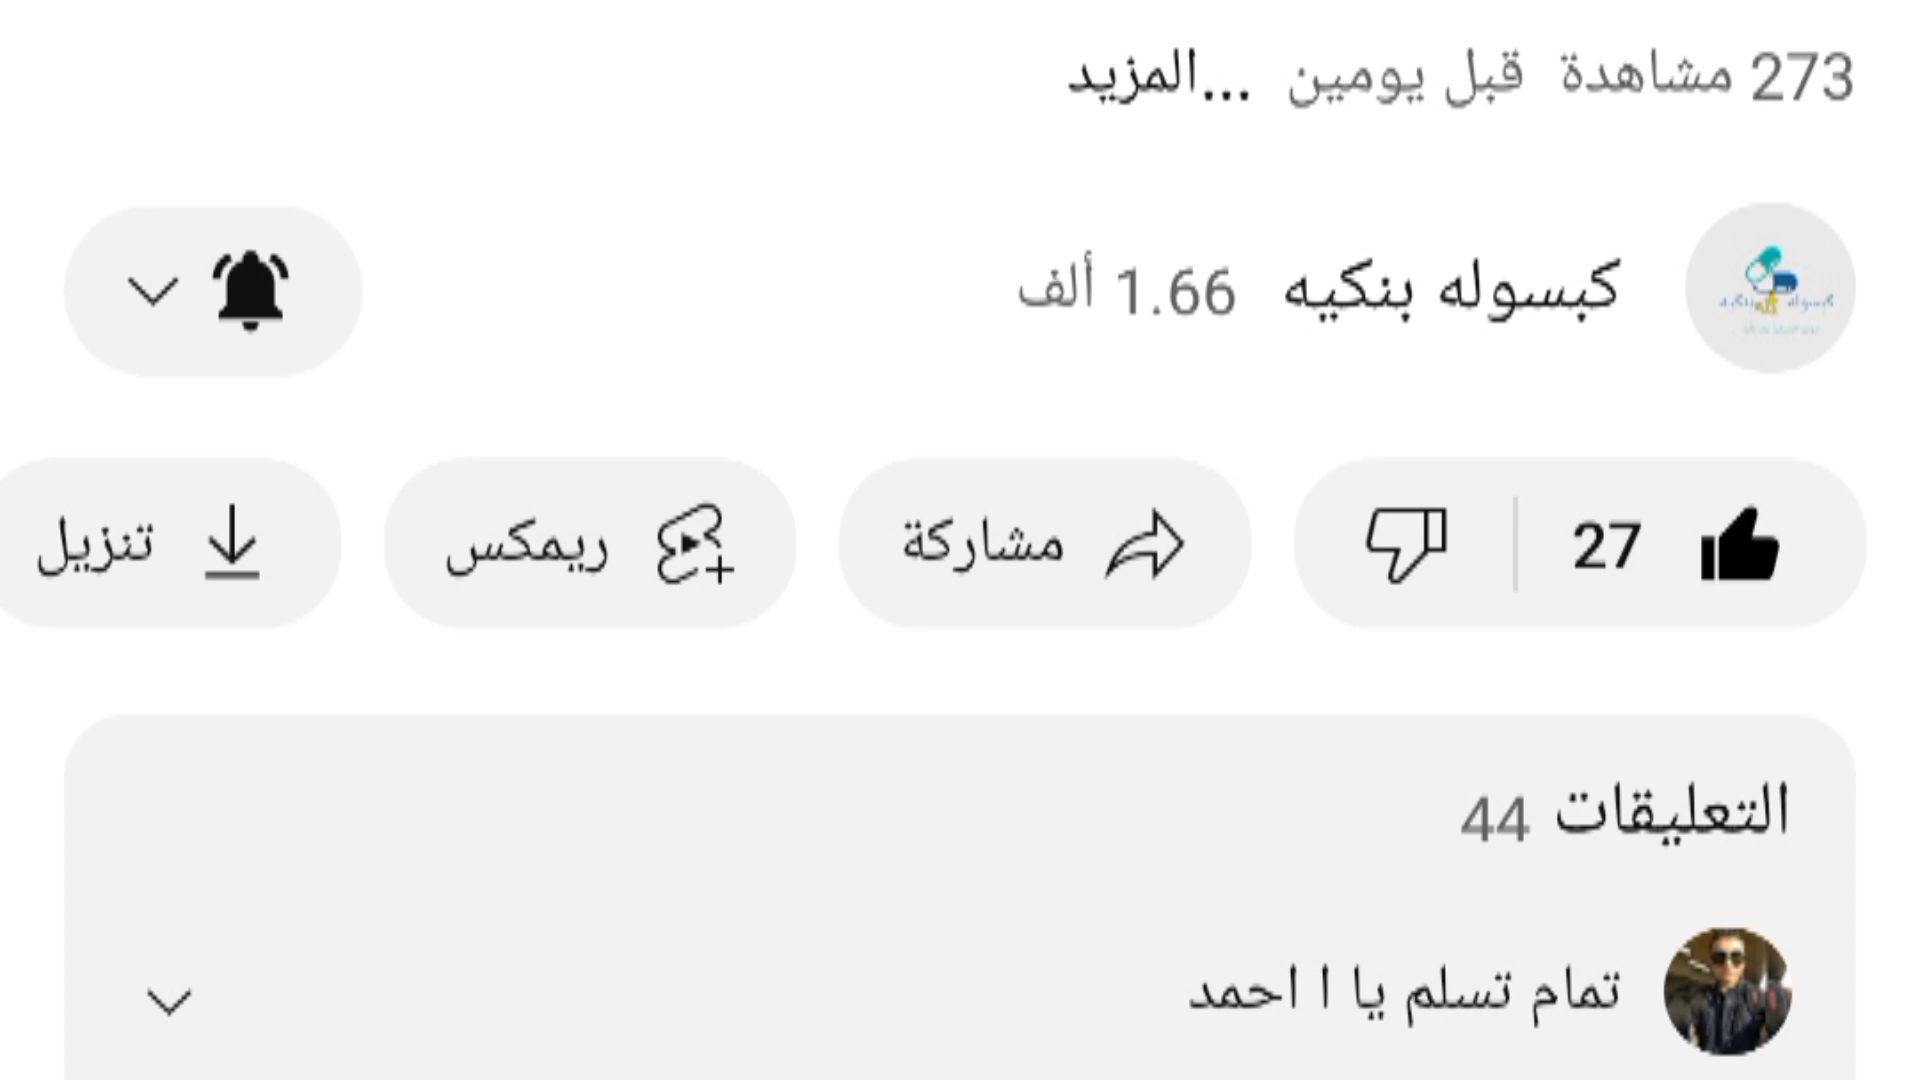 273 مشاهدة قبل يومين ...المزيد
كبسوله بنكيه 1.66 ألف
27 مشاركة ريمكس تنزيل
التعليقات 44
تمام تسلم يا ا احمد